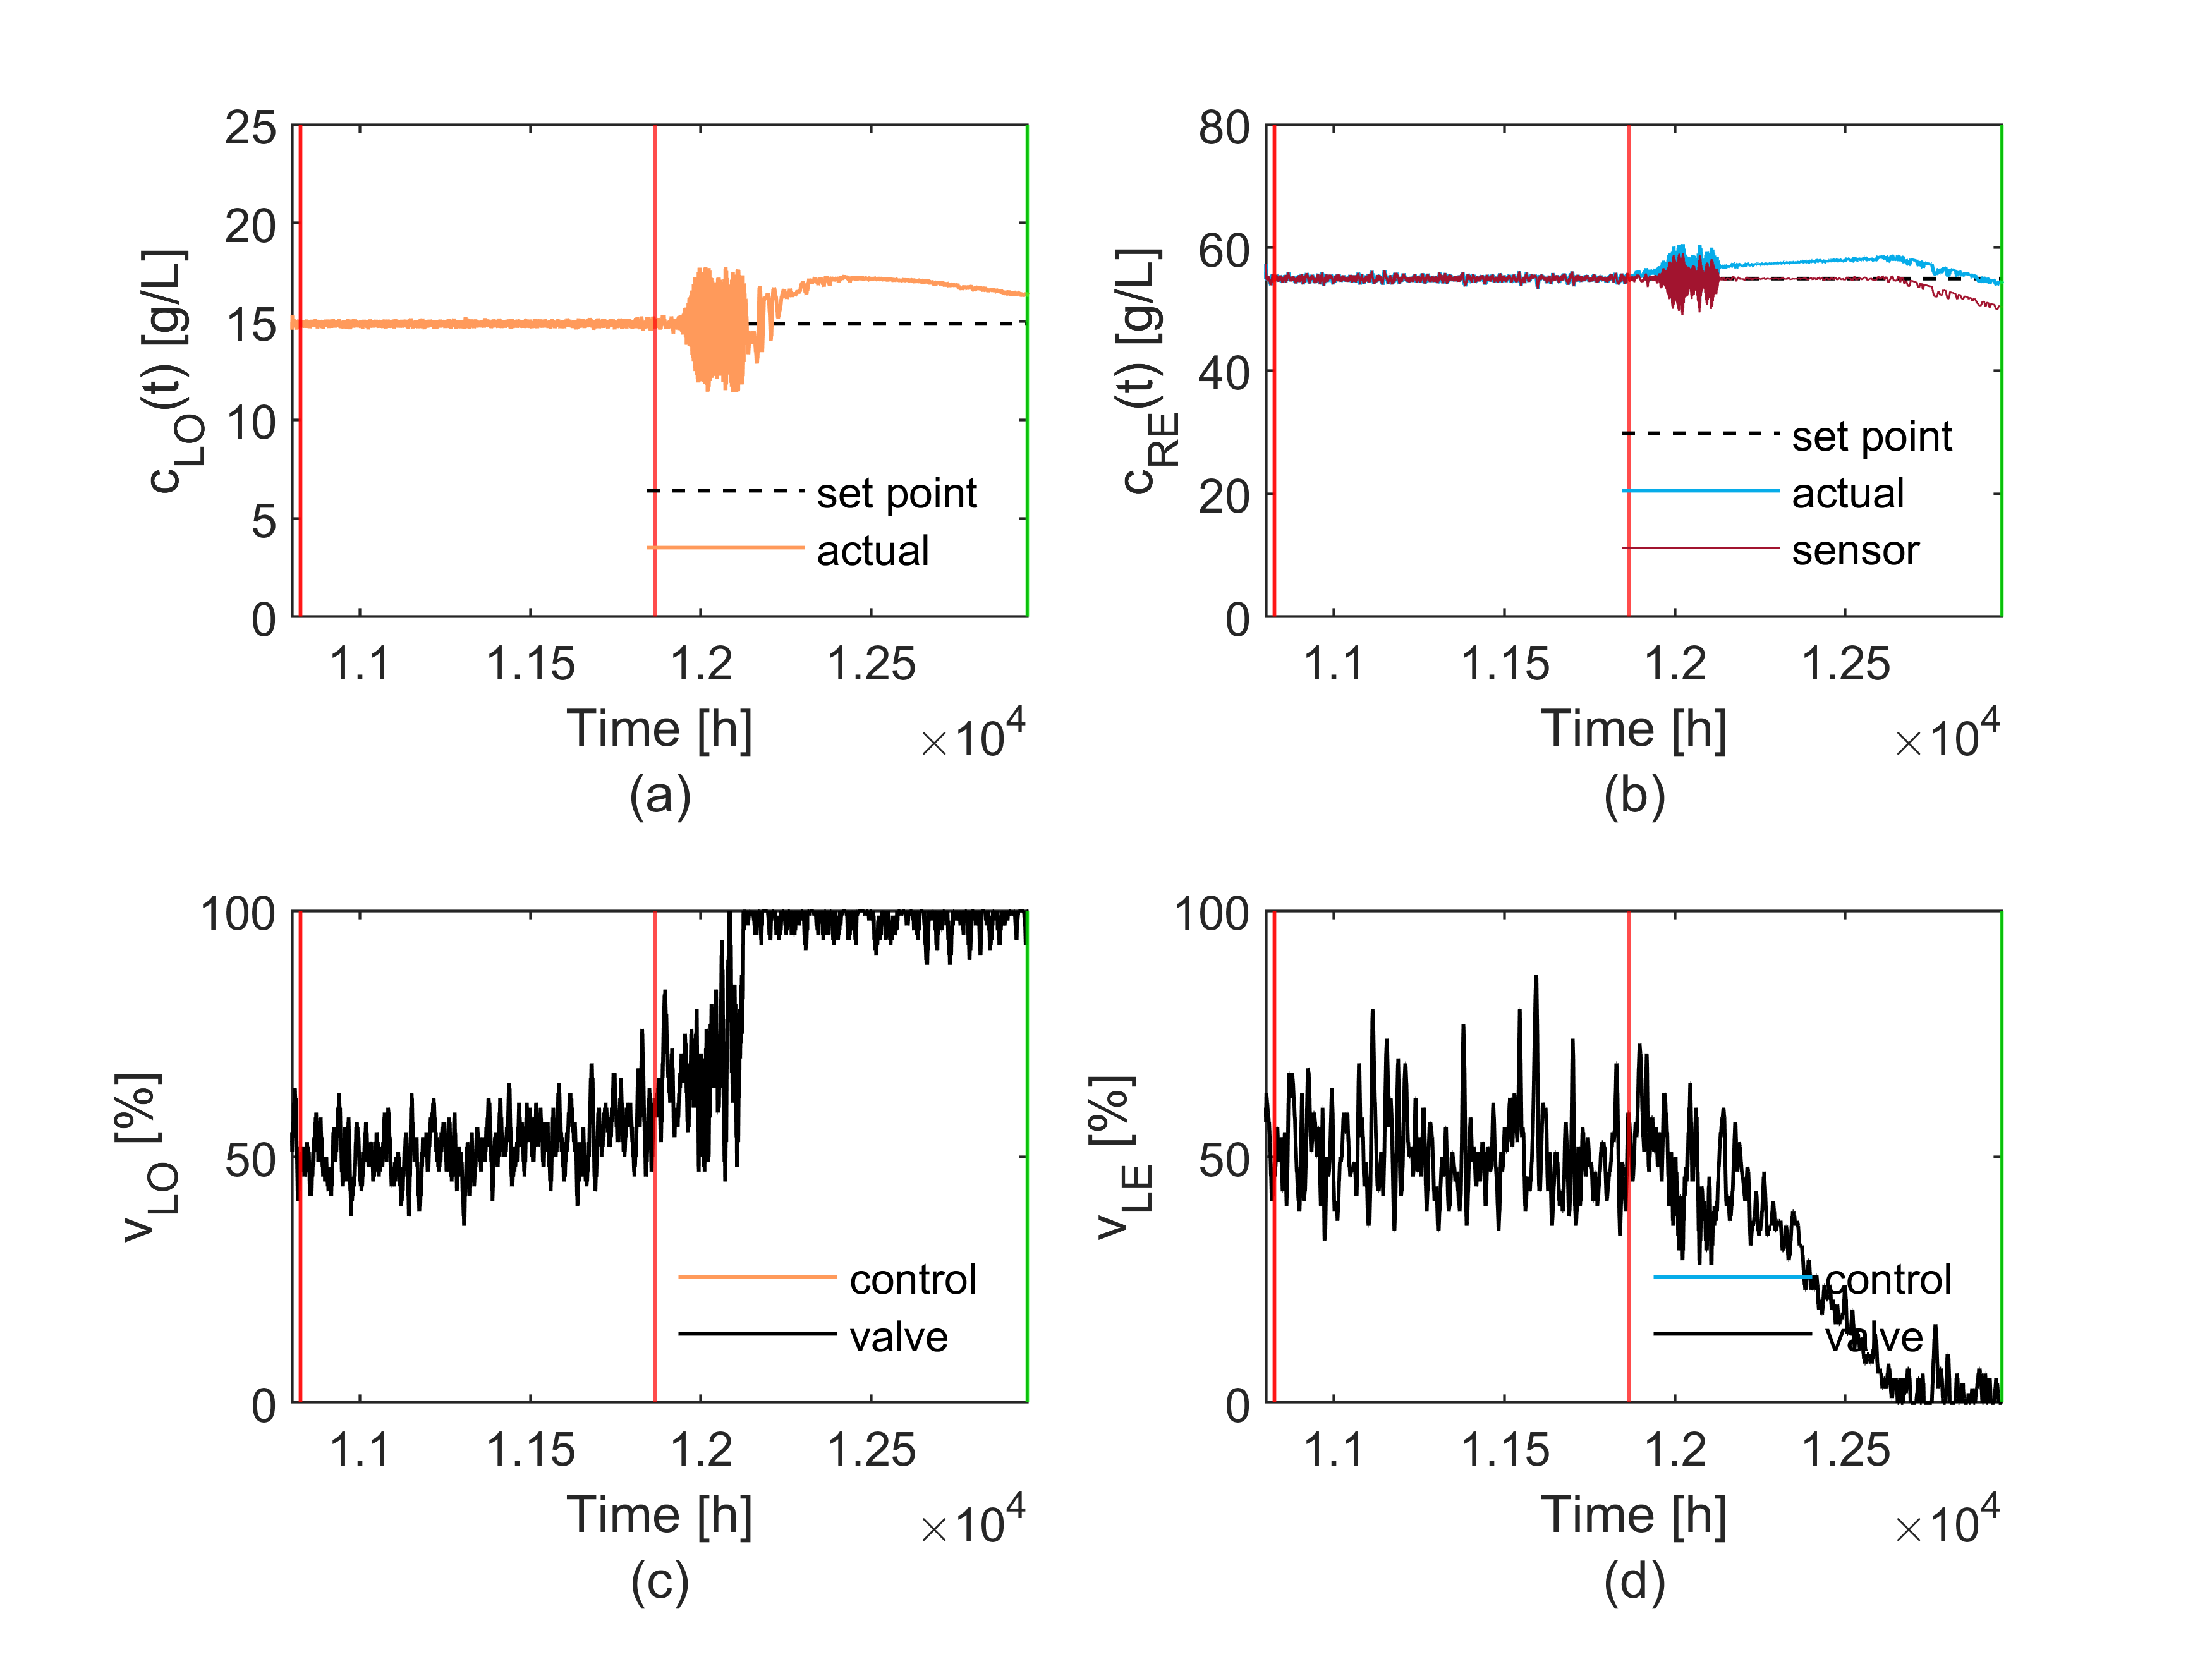 25
20
15
10
5
0
c_LO(t) [g/L]
set point
actual
1.1
1.15
1.2
1.25
Time [h]
×10^4
(a)
80
60
40
20
0
c_RE(t) [g/L]
set point
actual
sensor
1.1
1.15
1.2
1.25
Time [h]
×10^4
(b)
100
50
0
v_LO [%]
control
valve
1.1
1.15
1.2
1.25
Time [h]
×10^4
(c)
100
50
0
v_LE [%]
control
valve
1.1
1.15
1.2
1.25
Time [h]
×10^4
(d)